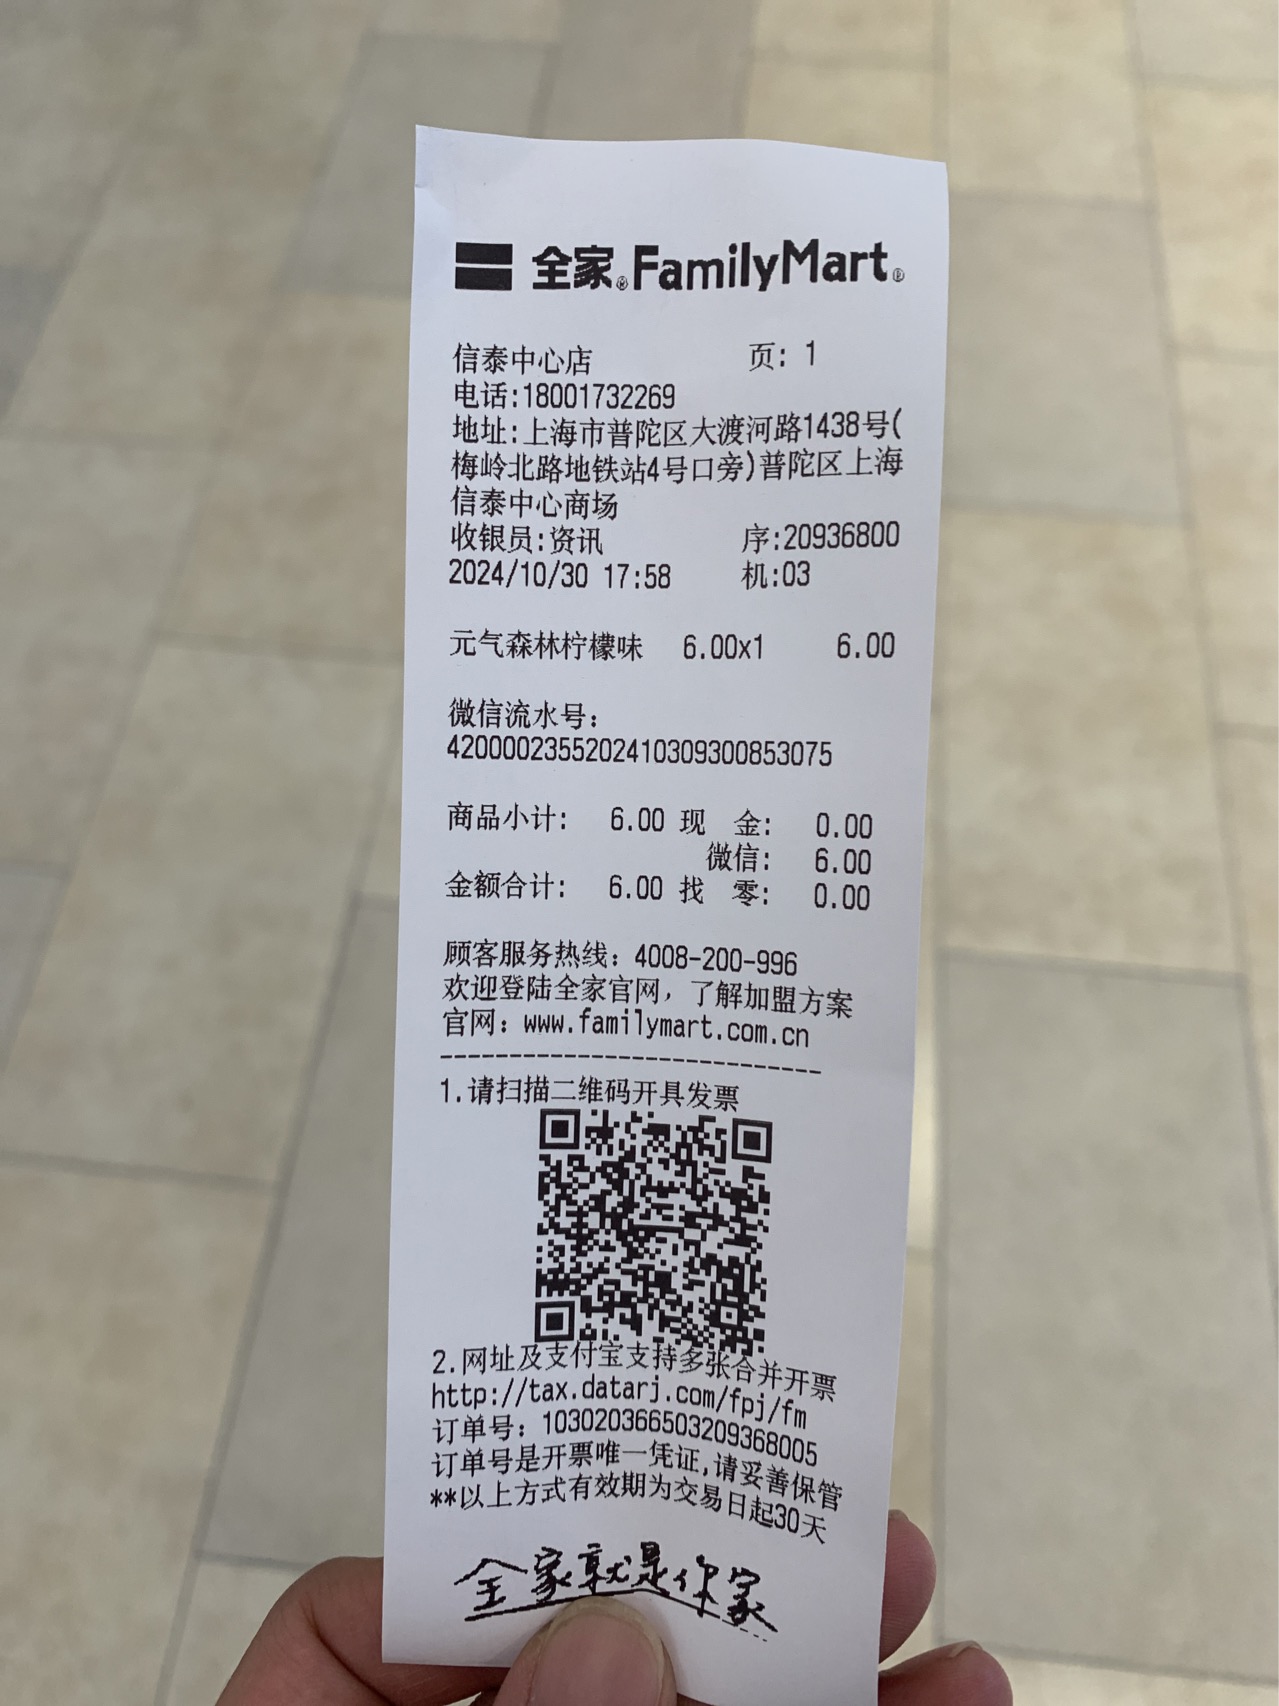 全家® FamilyMart®
信泰中心店 页: 1
电话:18001732269
地址:上海市普陀区大渡河路1438号(
梅岭北路地铁站4号口旁)普陀区上海
信泰中心商场
收银员:资讯 序:20936800
2024/10/30 17:58 机:03
元气森林柠檬味 6.00x1 6.00
微信流水号:
4200002355202410309300853075
商品小计: 6.00 现 金: 0.00
微信: 6.00
金额合计: 6.00 找 零: 0.00
顾客服务热线: 4008-200-996
欢迎登陆全家官网, 了解加盟方案
官网: www.familymart.com.cn
----------------------------
1.请扫描二维码开具发票
2.网址及支付宝支持多张合并开票
http://tax.datarj.com/fpj/fm
订单号: 103020366503209368005
订单号是开票唯一凭证,请妥善保管
**以上方式有效期为交易日起30天
全家就是你家